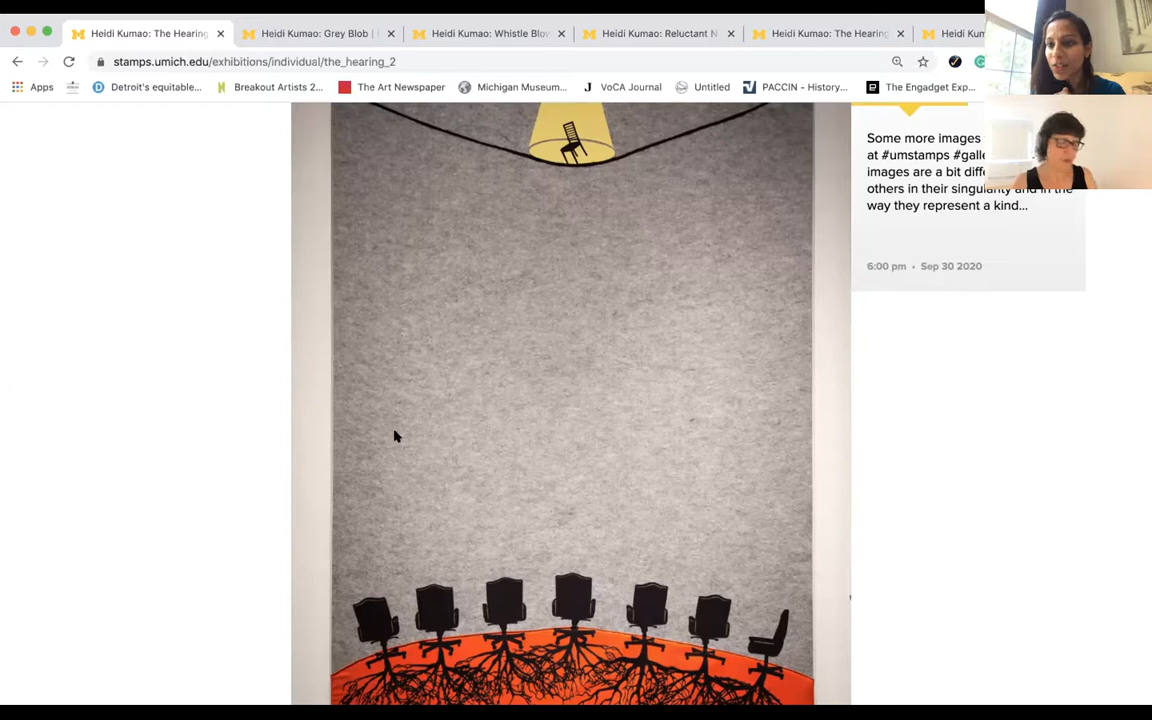 Heidi Kumao: The Hearing
Heidi Kumao: Grey Blob |
Heidi Kumao: Whistle Blo
Heidi Kumao: Reluctant N
Heidi Kumao: The Hearing
Heidi Kum
stamps.umich.edu/exhibitions/individual/the_hearing_2
Apps
Detroit's equitable...
Breakout Artists 2...
The Art Newspaper
Michigan Museum...
VoCA Journal
Untitled
PACCIN - History...
The Engadget Exp...
Some more images
at #umstamps #galle
images are a bit diffe
others in their singularity and in the
way they represent a kind...
6:00 pm • Sep 30 2020